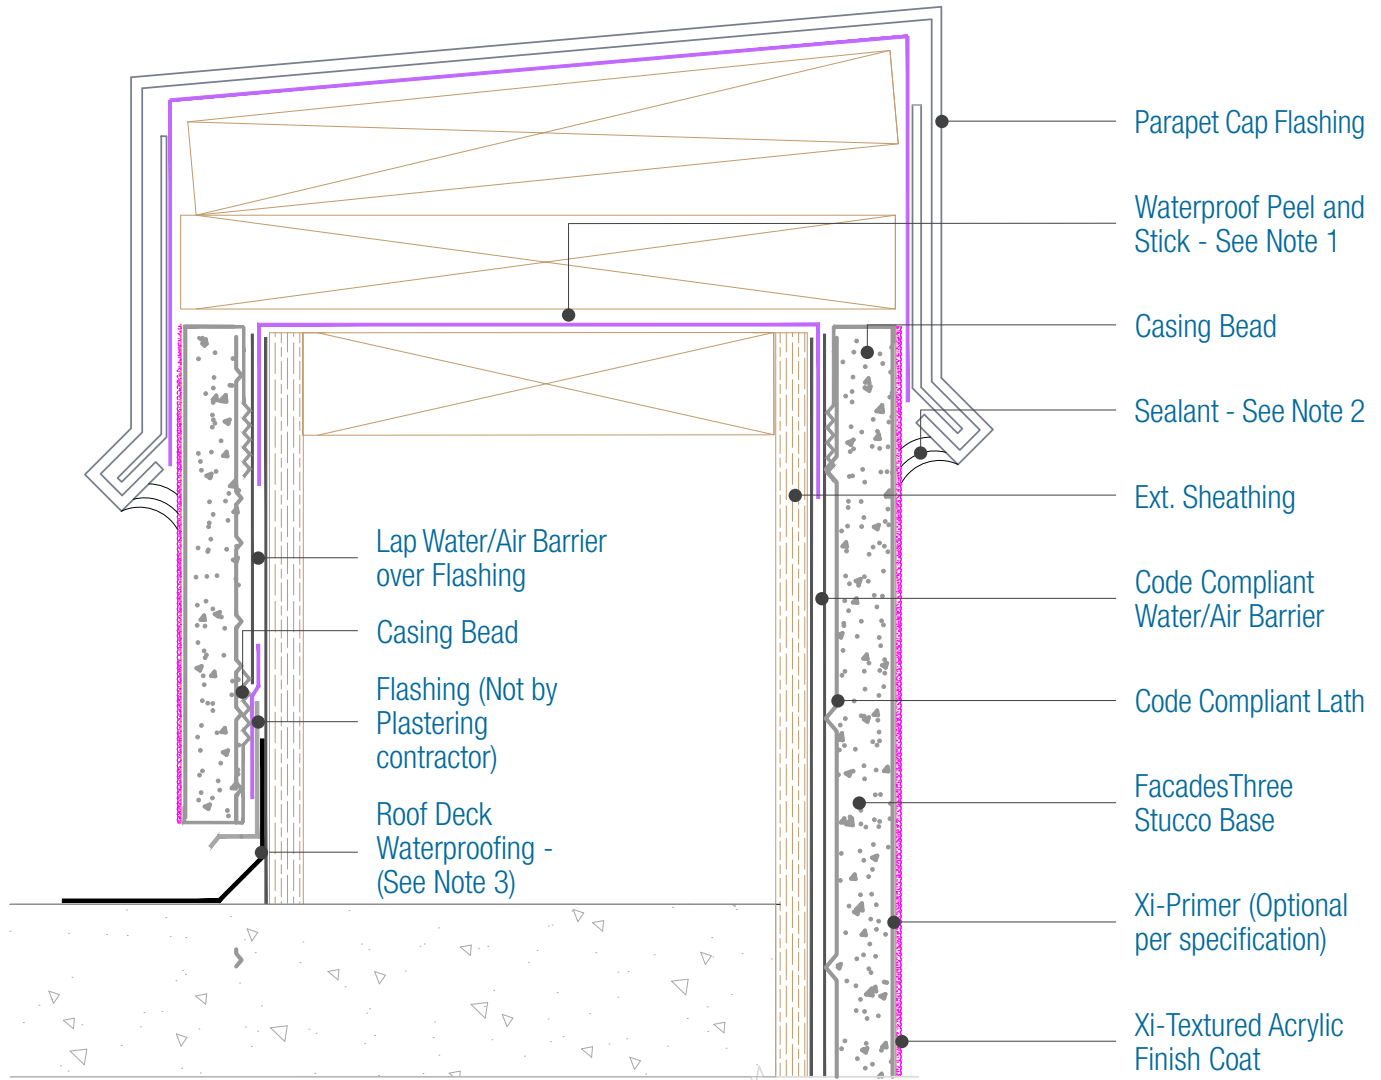 Parapet Cap Flashing
Waterproof Peel and
Stick - See Note 1
Casing Bead
Sealant - See Note 2
Ext. Sheathing
Code Compliant
Water/Air Barrier
Code Compliant Lath
FacadesThree
Stucco Base
Xi-Primer (Optional
per specification)
Xi-Textured Acrylic
Finish Coat
Lap Water/Air Barrier
over Flashing
Casing Bead
Flashing (Not by
Plastering
contractor)
Roof Deck
Waterproofing -
(See Note 3)